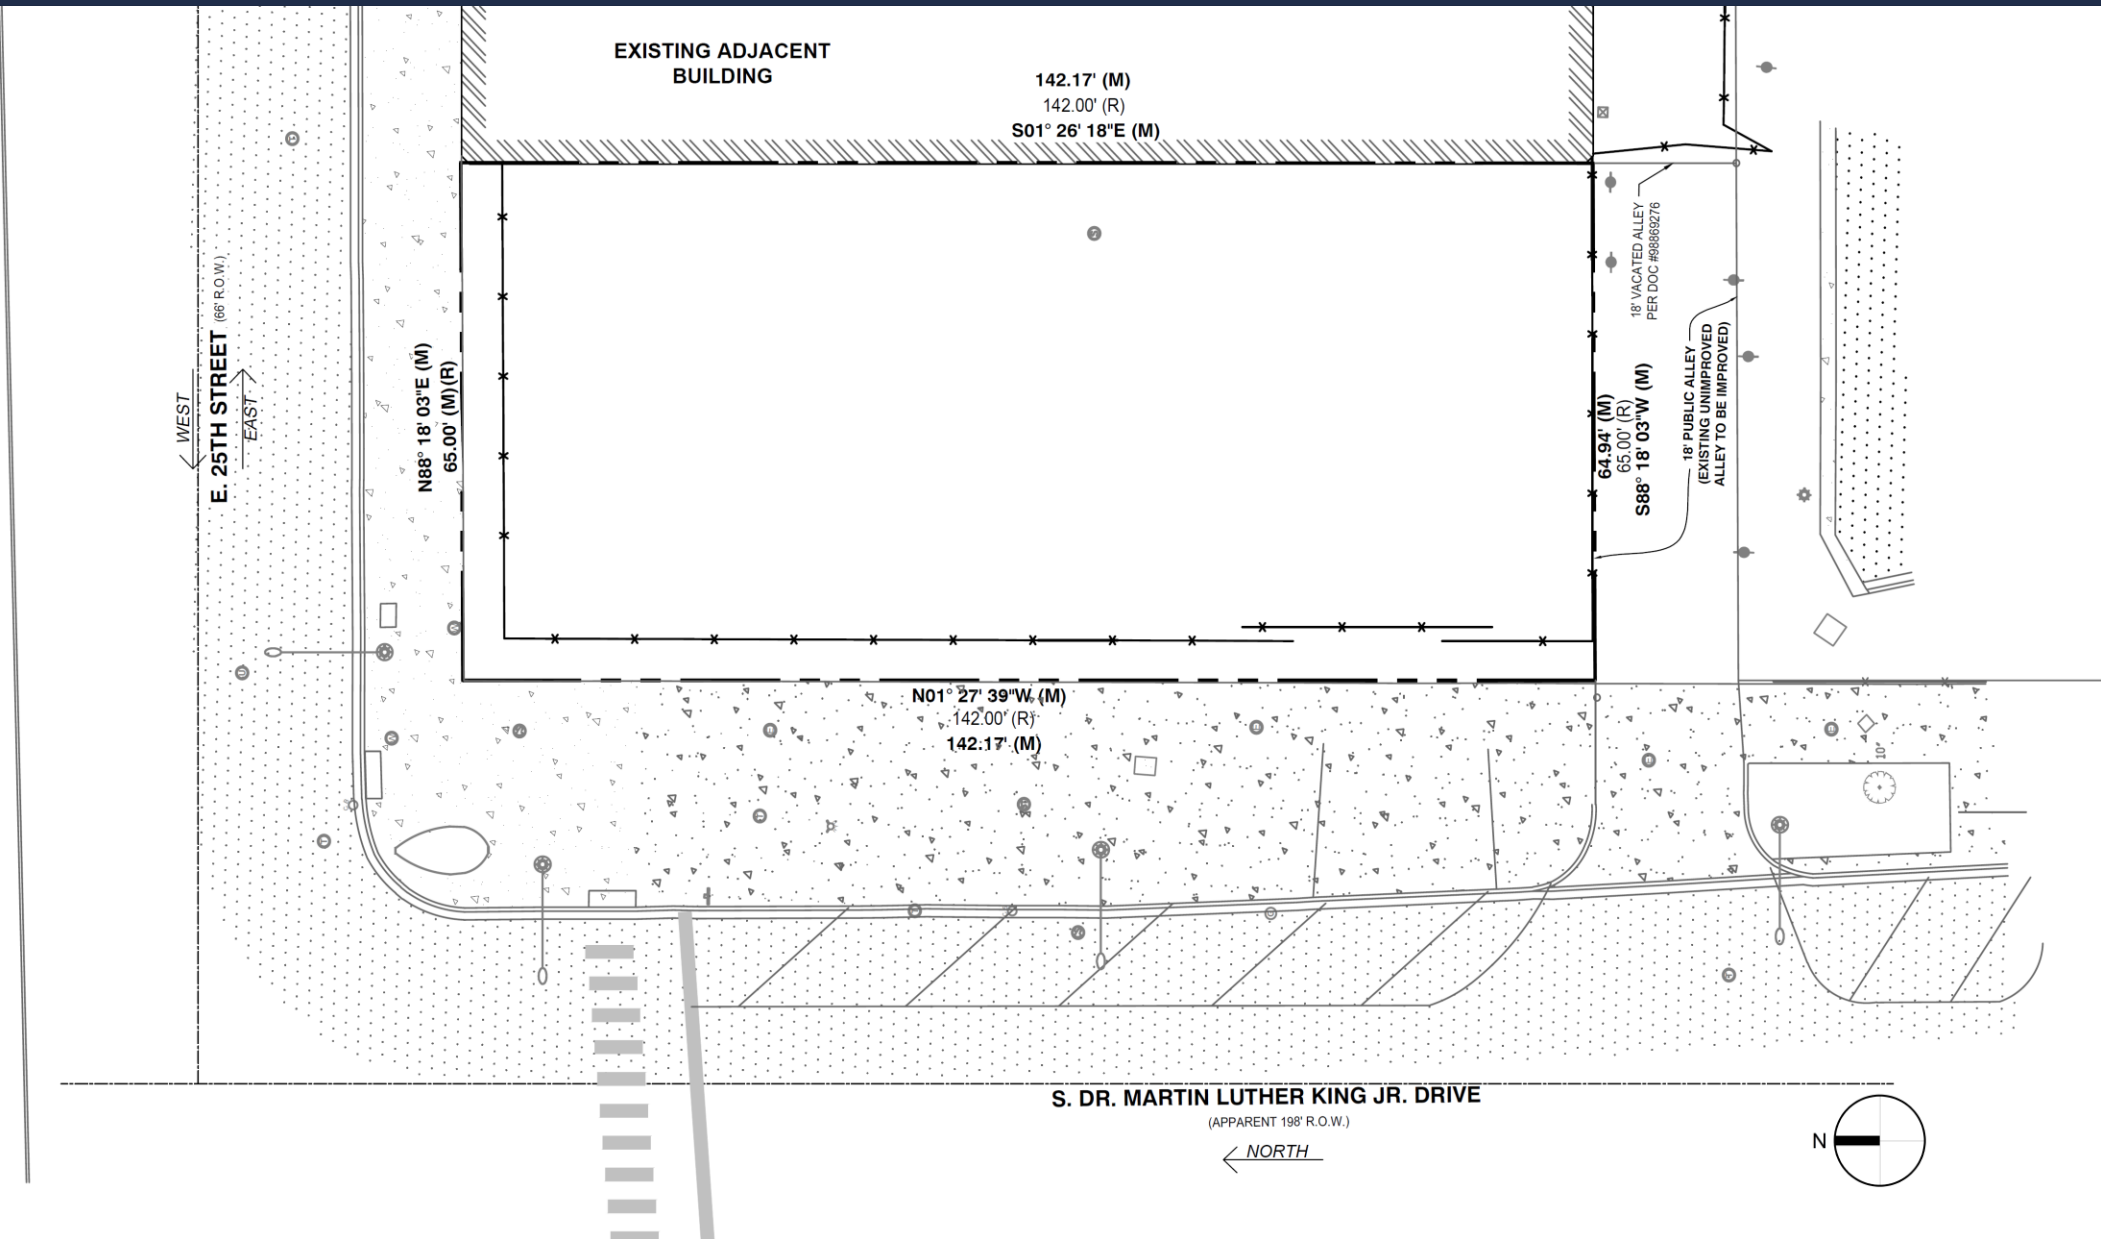 EXISTING ADJACENT
BUILDING
142.17' (M)
142.00' (R)
S01° 26' 18"E (M)
18' VACATED ALLEY
PER DOC #98869276
E. 25TH STREET (66' R.O.W.)
WEST
EAST
N88° 18' 03"E (M)
65.00' (M)(R)
64.94' (M)
65.00' (R)
S88° 18' 03"W (M)
18' PUBLIC ALLEY
(EXISTING UNIMPROVED
ALLEY TO BE IMPROVED)
N01° 27' 39"W (M)
142.00' (R)
142.17' (M)
10"
S. DR. MARTIN LUTHER KING JR. DRIVE
(APPARENT 198' R.O.W.)
NORTH
N